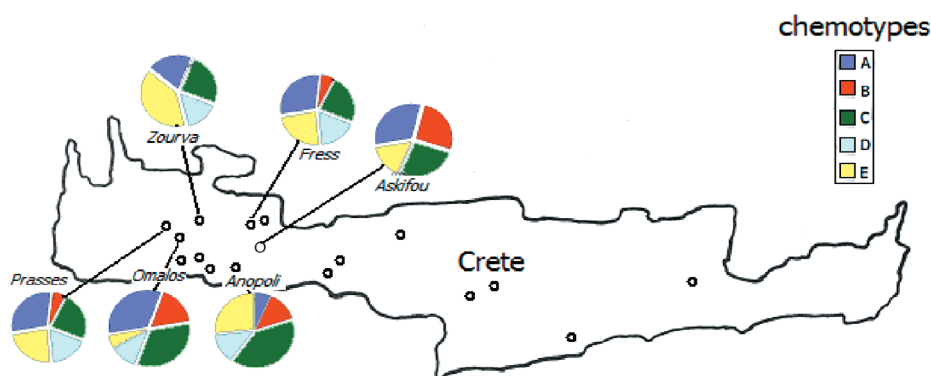 chemotypes
A
B
C
D
E
Zourva
Fress
Askifou
Crete
Prasses
Omalos
Anopoli